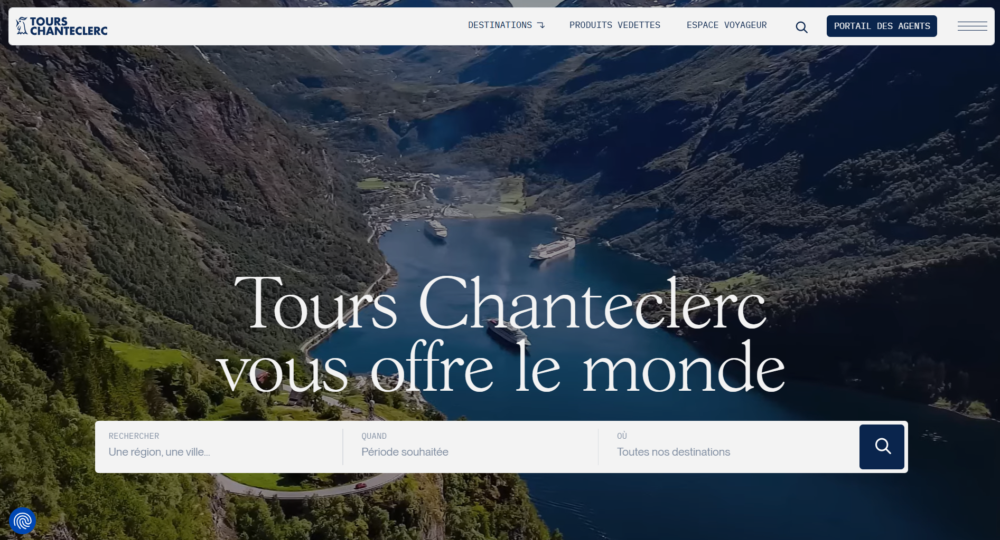 TOURS
CHANTECLERC
DESTINATIONS
PRODUITS VEDETTES
ESPACE VOYAGEUR
PORTAIL DES AGENTS
Tours Chanteclerc
vous offre le monde
RECHERCHER
Une région, une ville...
QUAND
Période souhaitée
OÙ
Toutes nos destinations